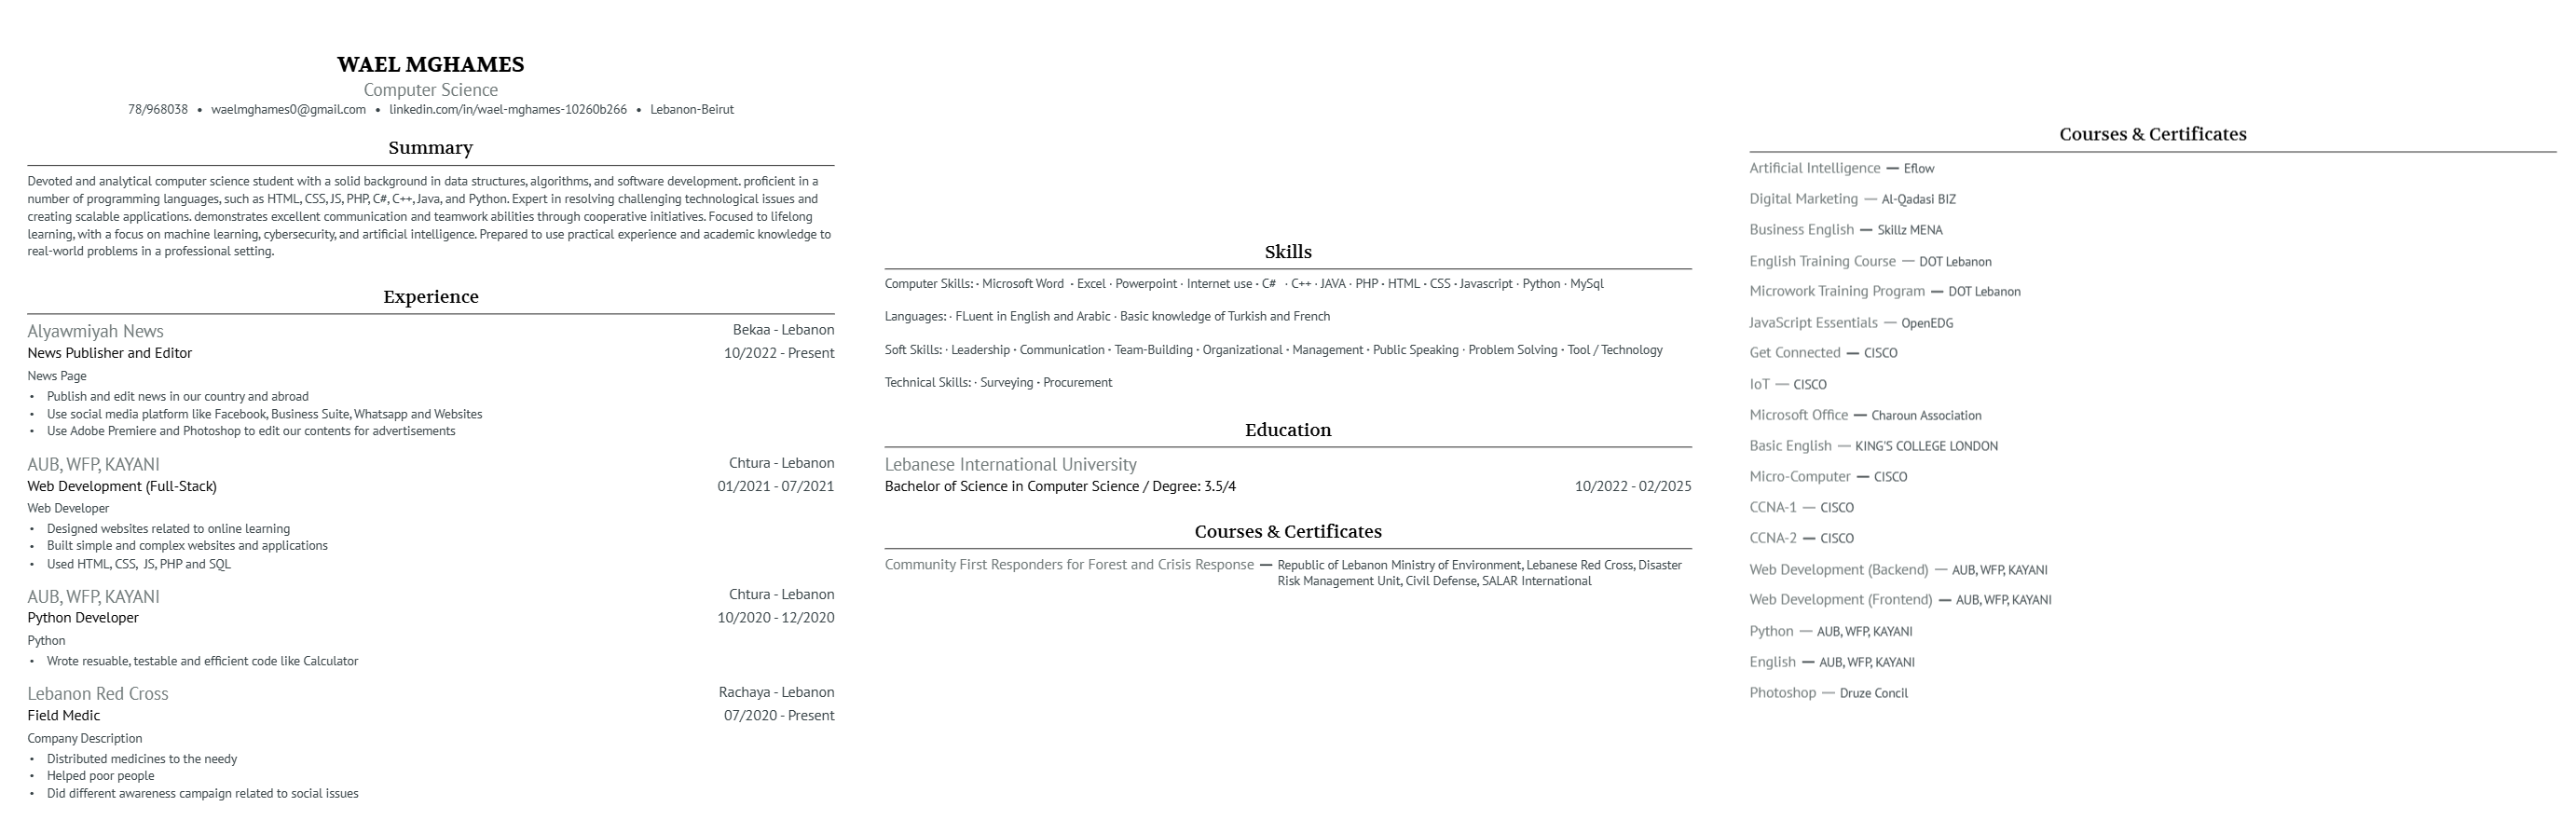 WAEL MGHAMES
Computer Science
78/968038 • waelmghames0@gmail.com • linkedin.com/in/wael-mghames-10260b266 • Lebanon-Beirut
Summary
Devoted and analytical computer science student with a solid background in data structures, algorithms, and software development. proficient in a
number of programming languages, such as HTML, CSS, JS, PHP, C#, C++, Java, and Python. Expert in resolving challenging technological issues and
creating scalable applications. demonstrates excellent communication and teamwork abilities through cooperative initiatives. Focused to lifelong
learning, with a focus on machine learning, cybersecurity, and artificial intelligence. Prepared to use practical experience and academic knowledge to
real-world problems in a professional setting.
Experience
Alyawmiyah News Bekaa - Lebanon
News Publisher and Editor 10/2022 - Present
News Page
• Publish and edit news in our country and abroad
• Use social media platform like Facebook, Business Suite, Whatsapp and Websites
• Use Adobe Premiere and Photoshop to edit our contents for advertisements
AUB, WFP, KAYANI Chtura - Lebanon
Web Development (Full-Stack) 01/2021 - 07/2021
Web Developer
• Designed websites related to online learning
• Built simple and complex websites and applications
• Used HTML, CSS, JS, PHP and SQL
AUB, WFP, KAYANI Chtura - Lebanon
Python Developer 10/2020 - 12/2020
Python
• Wrote resuable, testable and efficient code like Calculator
Lebanon Red Cross Rachaya - Lebanon
Field Medic 07/2020 - Present
Company Description
• Distributed medicines to the needy
• Helped poor people
• Did different awareness campaign related to social issues
Skills
Computer Skills: · Microsoft Word · Excel · Powerpoint · Internet use · C# · C++ · JAVA · PHP · HTML · CSS · Javascript · Python · MySql
Languages: · FLuent in English and Arabic · Basic knowledge of Turkish and French
Soft Skills: · Leadership · Communication · Team-Building · Organizational · Management · Public Speaking · Problem Solving · Tool / Technology
Technical Skills: · Surveying · Procurement
Education
Lebanese International University
Bachelor of Science in Computer Science / Degree: 3.5/4 10/2022 - 02/2025
Courses & Certificates
Community First Responders for Forest and Crisis Response — Republic of Lebanon Ministry of Environment, Lebanese Red Cross, Disaster
Risk Management Unit, Civil Defense, SALAR International
Courses & Certificates
Artificial Intelligence — Eflow
Digital Marketing — Al-Qadasi BIZ
Business English — Skillz MENA
English Training Course — DOT Lebanon
Microwork Training Program — DOT Lebanon
JavaScript Essentials — OpenEDG
Get Connected — CISCO
IoT — CISCO
Microsoft Office — Charoun Association
Basic English — KING'S COLLEGE LONDON
Micro-Computer — CISCO
CCNA-1 — CISCO
CCNA-2 — CISCO
Web Development (Backend) — AUB, WFP, KAYANI
Web Development (Frontend) — AUB, WFP, KAYANI
Python — AUB, WFP, KAYANI
English — AUB, WFP, KAYANI
Photoshop — Druze Concil